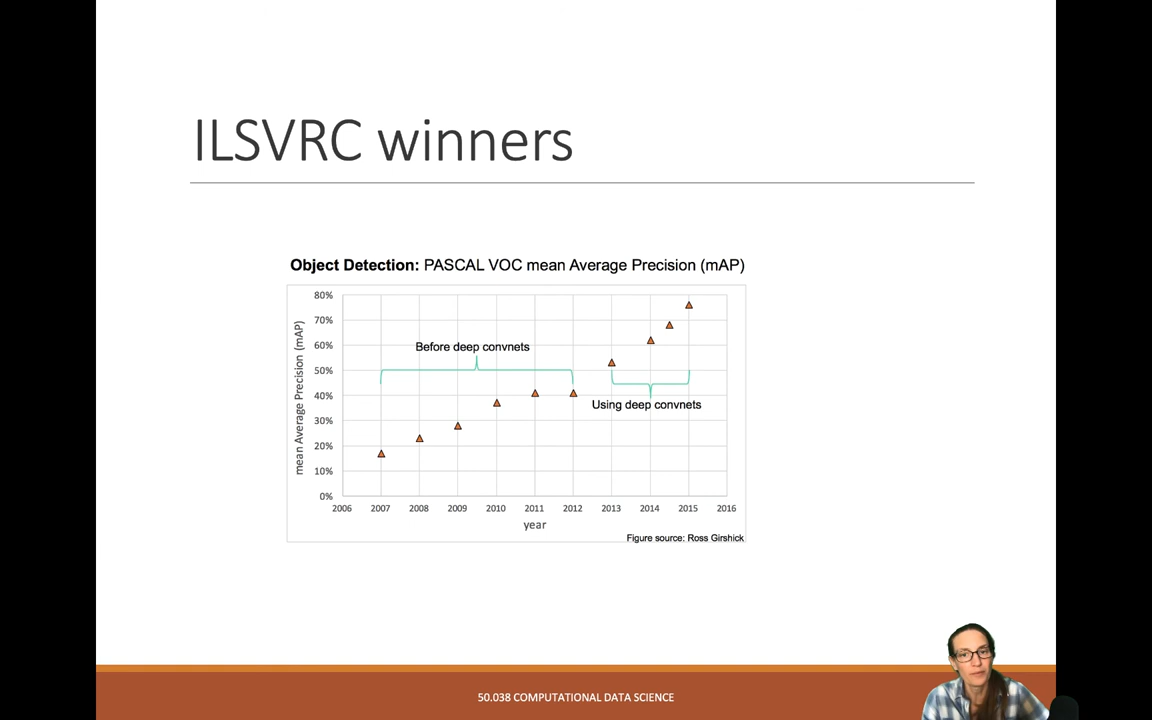 ILSVRC winners
Object Detection: PASCAL VOC mean Average Precision (mAP)
80%
70%
60%
50%
40%
30%
20%
10%
0%
mean Average Precision (mAP)
Before deep convnets
Using deep convnets
2006 2007 2008 2009 2010 2011 2012 2013 2014 2015 2016
year
Figure source: Ross Girshick
50.038 COMPUTATIONAL DATA SCIENCE